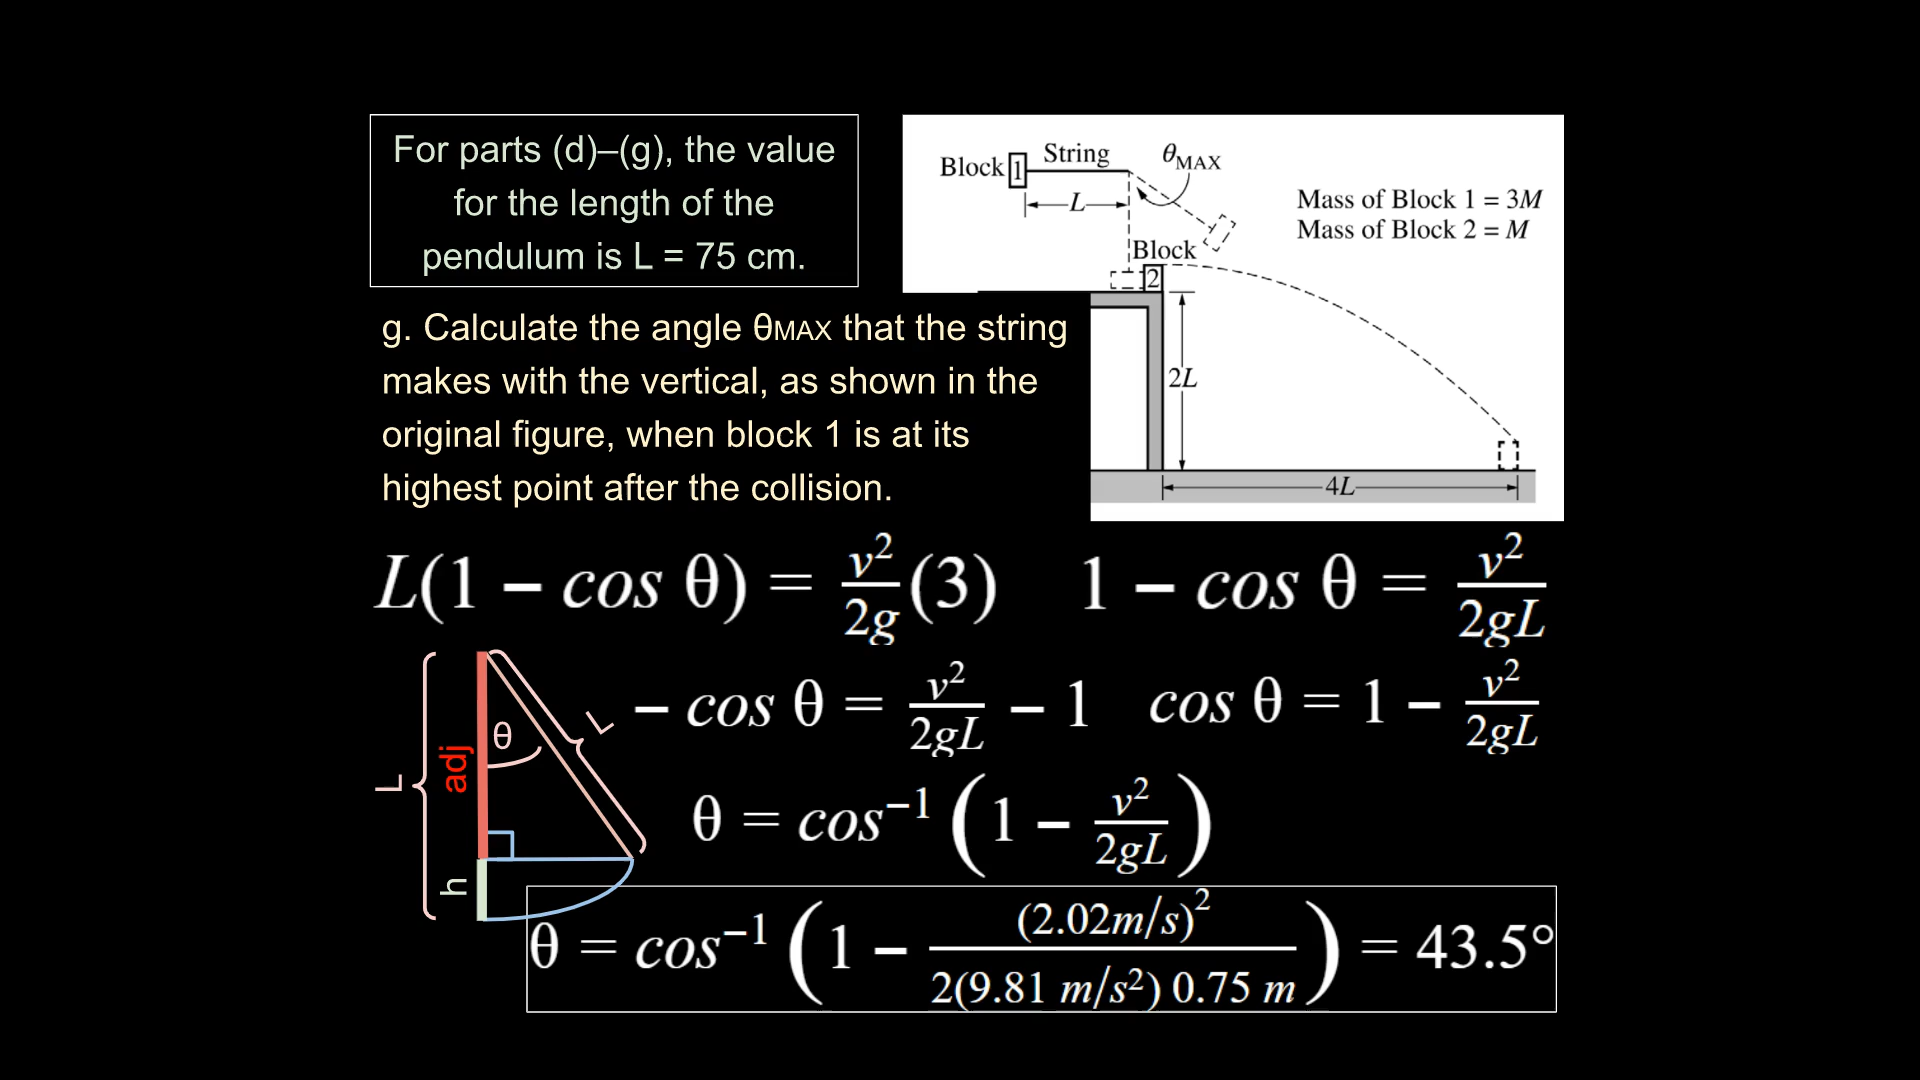 For parts (d)–(g), the value
for the length of the
pendulum is L = 75 cm.
Block 1 String θMAX
L
Mass of Block 1 = 3M
Mass of Block 2 = M
Block
2
2L
4L
g. Calculate the angle θMAX that the string
makes with the vertical, as shown in the
original figure, when block 1 is at its
highest point after the collision.
L(1 − cos θ) = v²/2g (3)
1 − cos θ = v²/2gL
− cos θ = v²/2gL − 1
cos θ = 1 − v²/2gL
θ = cos⁻¹ (1 − v²/2gL)
θ = cos⁻¹ (1 − (2.02m/s)²/2(9.81 m/s²) 0.75 m) = 43.5°
L
adj
θ
L
h